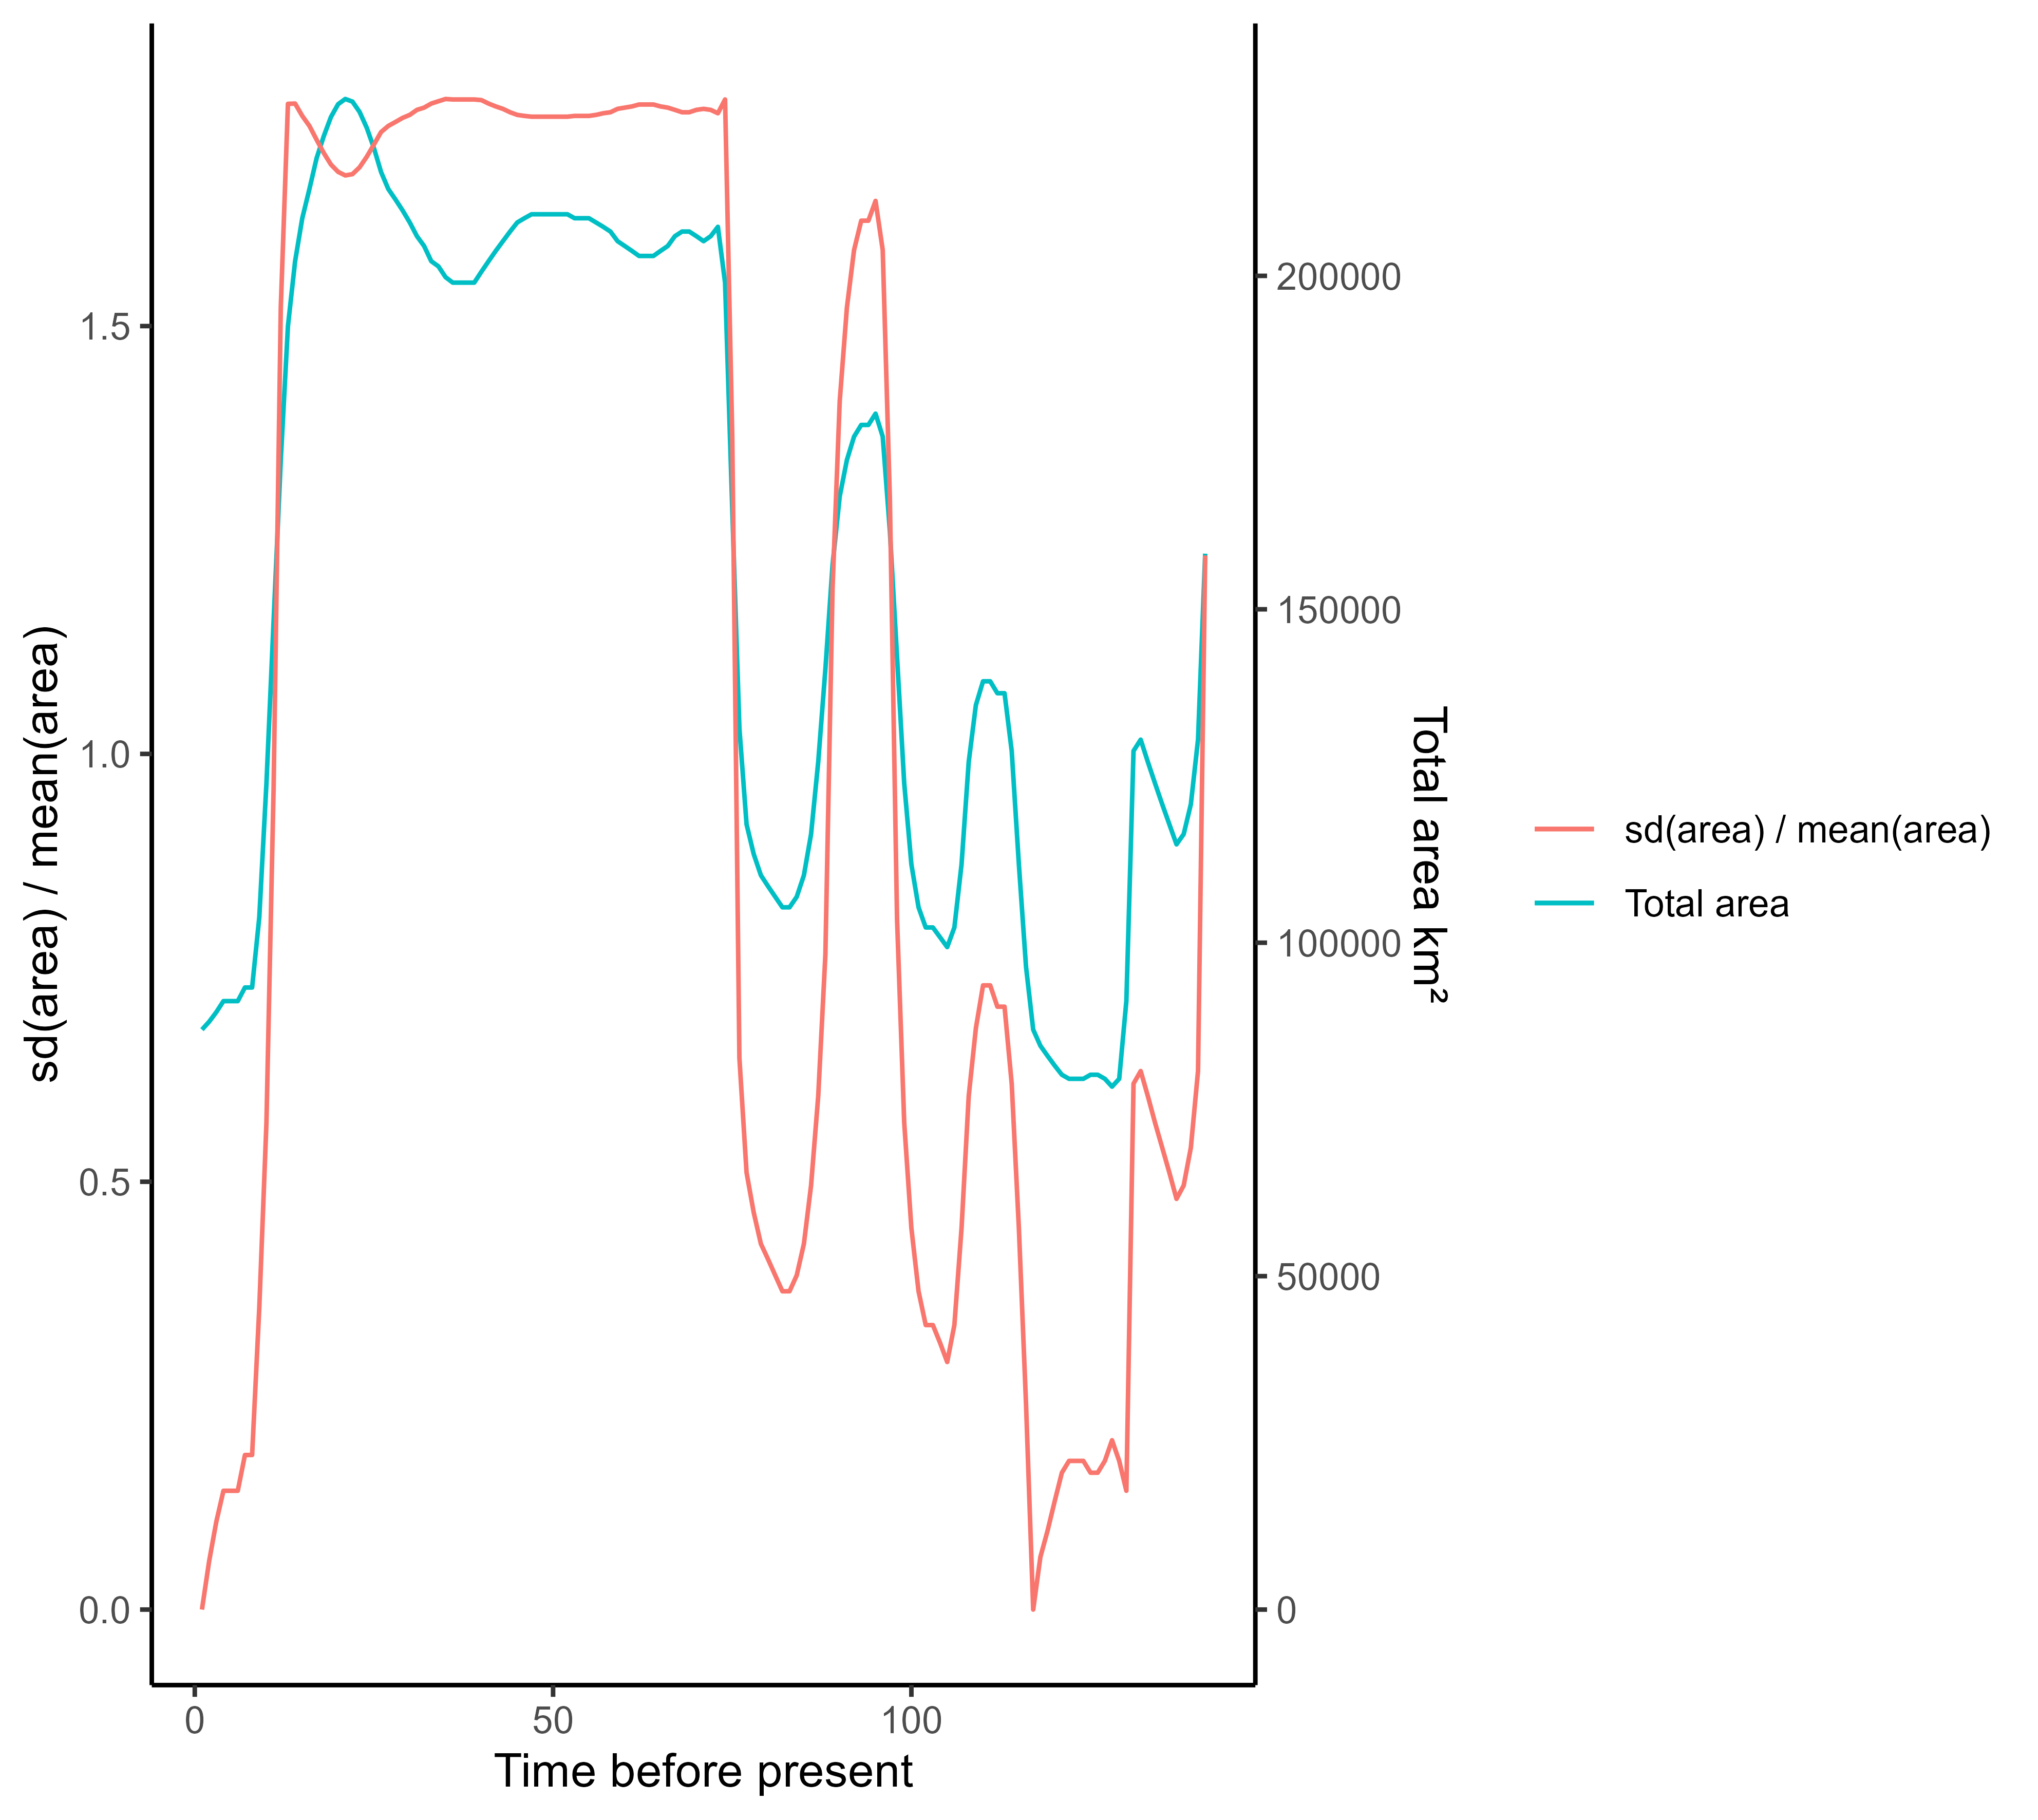 sd(area) / mean(area)
1.5
1.0
0.5
0.0
0
50
100
Time before present
200000
150000
100000
50000
0
Total area km²
sd(area) / mean(area)
Total area